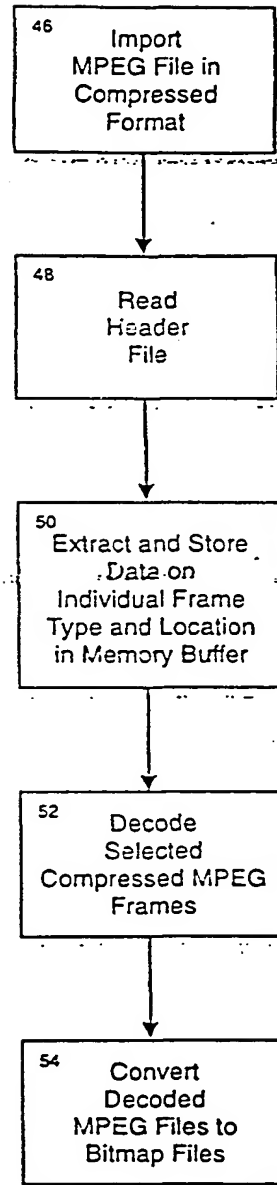 46
Import
MPEG File in
Compressed
Format
48
Read
Header
File
50
Extract and Store
Data on
Individual Frame
Type and Location
in Memory Buffer
52
Decode
Selected
Compressed MPEG
Frames
54
Convert
Decoded
MPEG Files to
Bitmap Files